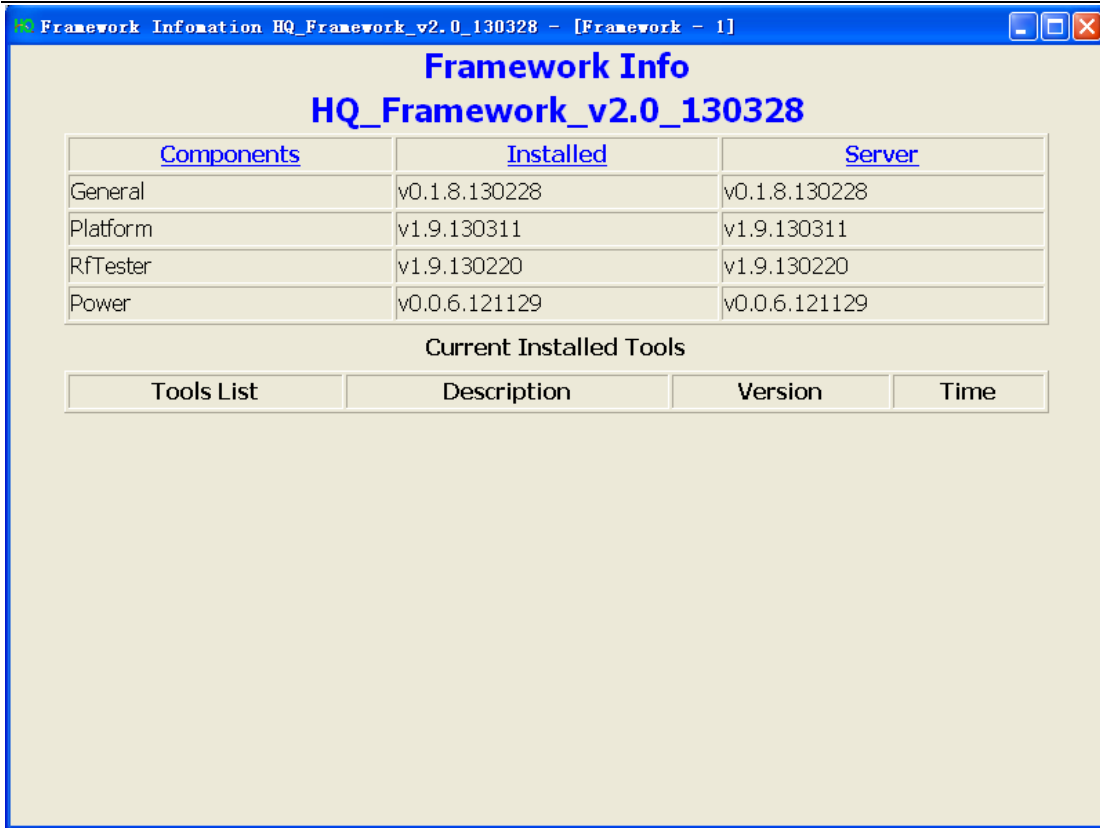 HQ Framework Infomation HQ_Framework_v2.0_130328 - [Framework - 1]
Framework Info
HQ_Framework_v2.0_130328
Components Installed Server
General v0.1.8.130228 v0.1.8.130228
Platform v1.9.130311 v1.9.130311
RfTester v1.9.130220 v1.9.130220
Power v0.0.6.121129 v0.0.6.121129
Current Installed Tools
Tools List Description Version Time